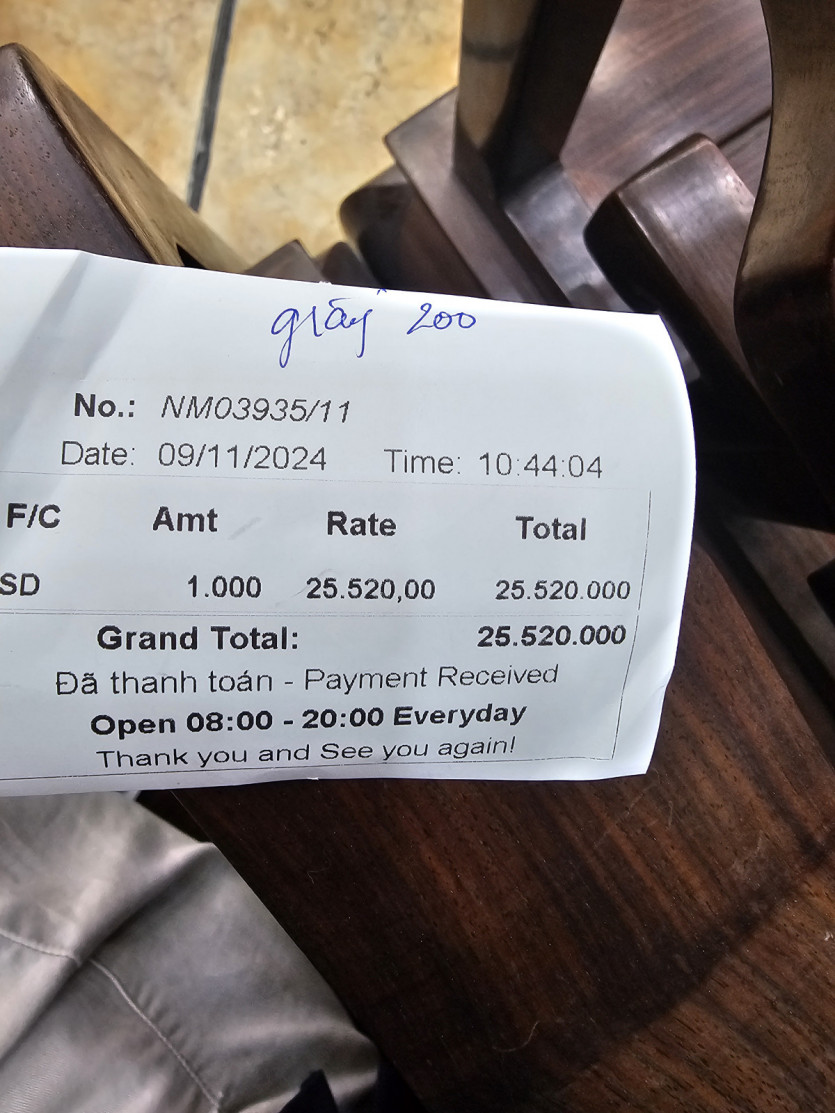 giấy 200
No.: NM03935/11
Date: 09/11/2024 Time: 10:44:04
F/C Amt Rate Total
SD 1.000 25.520,00 25.520.000
Grand Total: 25.520.000
Đã thanh toán - Payment Received
Open 08:00 - 20:00 Everyday
Thank you and See you again!